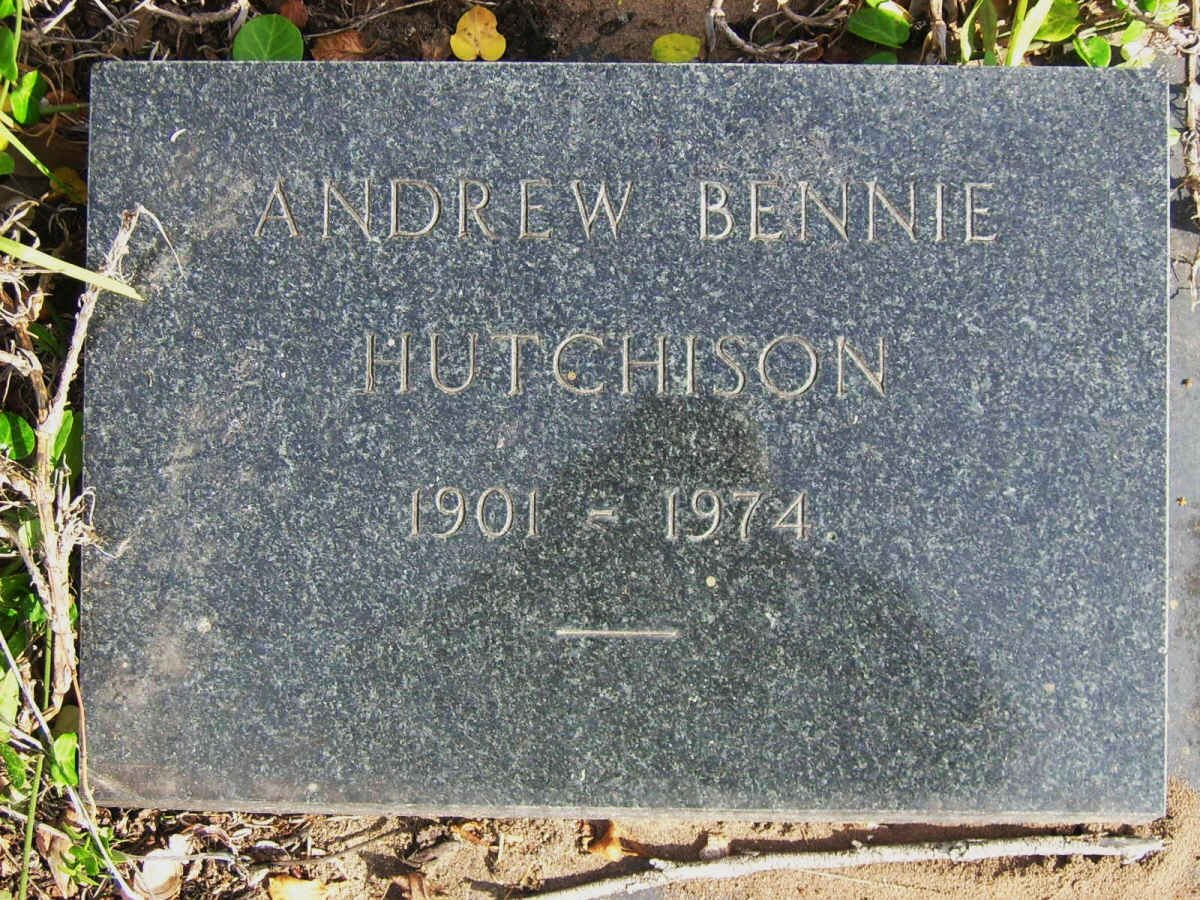 ANDREW BENNIE
HUTCHISON
1901 - 1974.